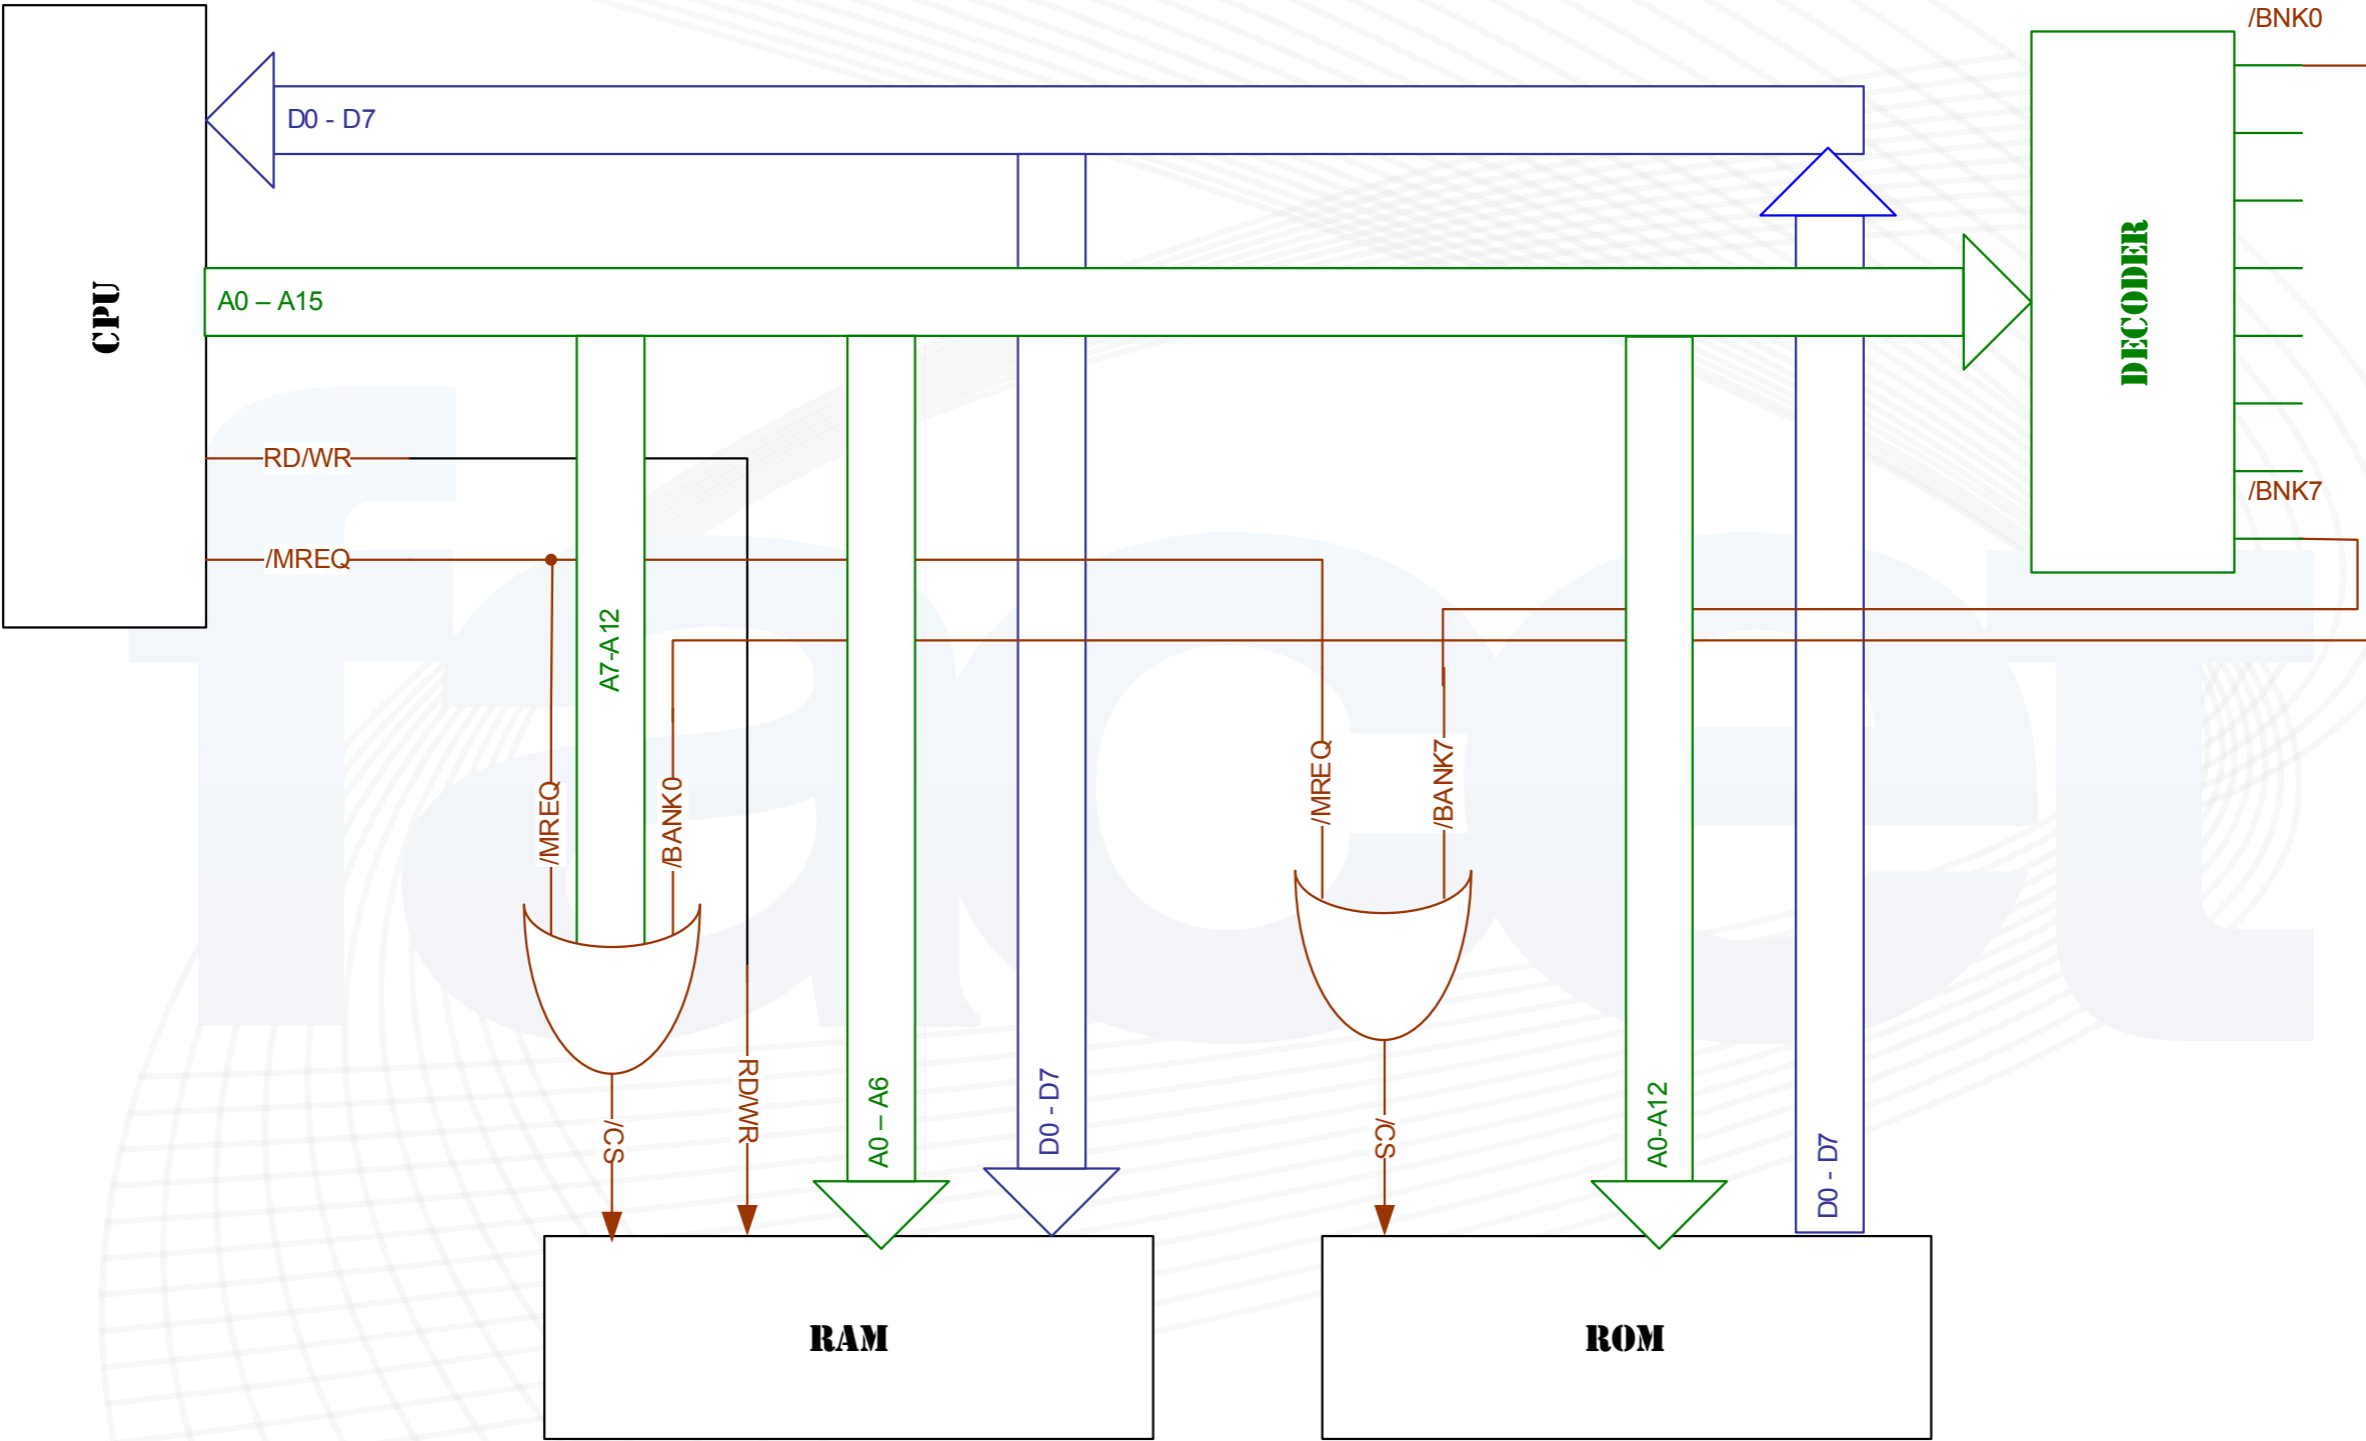 /BNK0
D0 - D7
CPU
A0 – A15
DECODER
RD/WR
/BNK7
/MREQ
A7-A12
/MREQ
/BANK0
/MREQ
/BANK7
/CS
RD/WR
A0 – A6
D0 - D7
/CS
A0-A12
D0 - D7
RAM
ROM
facet